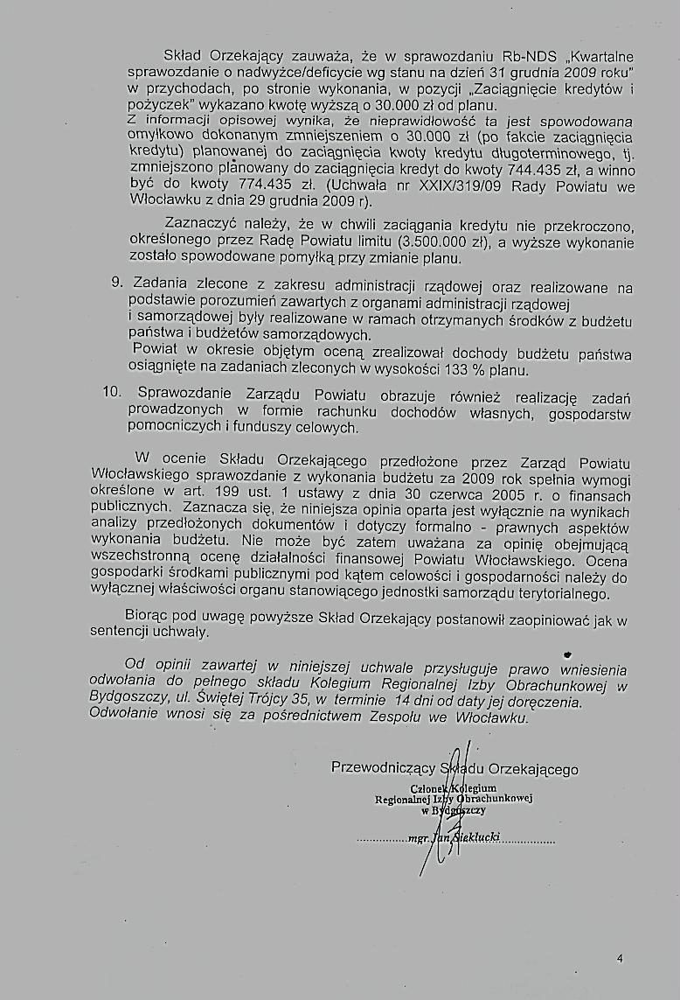 Skład Orzekający zauważa, że w sprawozdaniu Rb-NDS „Kwartalne
sprawozdanie o nadwyżce/deficycie wg stanu na dzień 31 grudnia 2009 roku”
w przychodach, po stronie wykonania, w pozycji „Zaciągnięcie kredytów i
pożyczek” wykazano kwotę wyższą o 30.000 zł od planu.
Z informacji opisowej wynika, że nieprawidłowość ta jest spowodowana
omyłkowo dokonanym zmniejszeniem o 30.000 zł (po fakcie zaciągnięcia
kredytu) planowanej do zaciągnięcia kwoty kredytu długoterminowego, tj.
zmniejszono planowany do zaciągnięcia kredyt do kwoty 744.435 zł, a winno
być do kwoty 774.435 zł. (Uchwała nr XXIX/319/09 Rady Powiatu we
Włocławku z dnia 29 grudnia 2009 r).
Zaznaczyć należy, że w chwili zaciągania kredytu nie przekroczono,
określonego przez Radę Powiatu limitu (3.500.000 zł), a wyższe wykonanie
zostało spowodowane pomyłką przy zmianie planu.
9. Zadania zlecone z zakresu administracji rządowej oraz realizowane na
podstawie porozumień zawartych z organami administracji rządowej
i samorządowej były realizowane w ramach otrzymanych środków z budżetu
państwa i budżetów samorządowych.
Powiat w okresie objętym oceną zrealizował dochody budżetu państwa
osiągnięte na zadaniach zleconych w wysokości 133 % planu.
10. Sprawozdanie Zarządu Powiatu obrazuje również realizację zadań
prowadzonych w formie rachunku dochodów własnych, gospodarstw
pomocniczych i funduszy celowych.
W ocenie Składu Orzekającego przedłożone przez Zarząd Powiatu
Włocławskiego sprawozdanie z wykonania budżetu za 2009 rok spełnia wymogi
określone w art. 199 ust. 1 ustawy z dnia 30 czerwca 2005 r. o finansach
publicznych. Zaznacza się, że niniejsza opinia oparta jest wyłącznie na wynikach
analizy przedłożonych dokumentów i dotyczy formalno - prawnych aspektów
wykonania budżetu. Nie może być zatem uważana za opinię obejmującą
wszechstronną ocenę działalności finansowej Powiatu Włocławskiego. Ocena
gospodarki środkami publicznymi pod kątem celowości i gospodarności należy do
wyłącznej właściwości organu stanowiącego jednostki samorządu terytorialnego.
Biorąc pod uwagę powyższe Skład Orzekający postanowił zaopiniować jak w
sentencji uchwały.
Od opinii zawartej w niniejszej uchwale przysługuje prawo wniesienia
odwołania do pełnego składu Kolegium Regionalnej Izby Obrachunkowej w
Bydgoszczy, ul. Świętej Trójcy 35, w terminie 14 dni od daty jej doręczenia.
Odwołanie wnosi się za pośrednictwem Zespołu we Włocławku.
Przewodniczący Składu Orzekającego
Członek Kolegium
Regionalnej Izby Obrachunkowej
w Bydgoszczy
mgr Jan Sieklucki
4